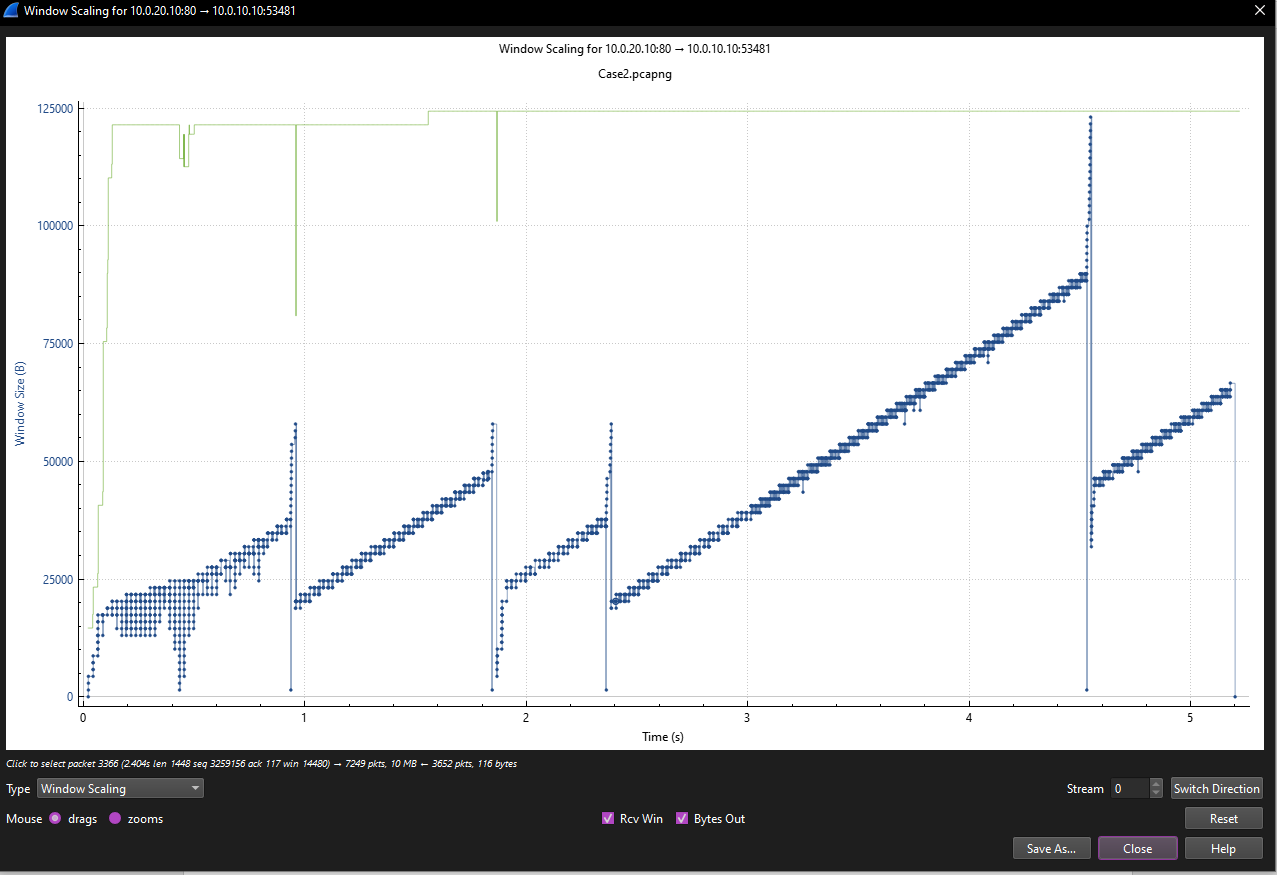 Window Scaling for 10.0.20.10:80 → 10.0.10.10:53481
Window Scaling for 10.0.20.10:80 → 10.0.10.10:53481
Case2.pcapng
125000
100000
75000
50000
25000
0
Window Size (B)
0 1 2 3 4 5
Time (s)
Click to select packet 3366 (2.404s len 1448 seq 3259156 ack 117 win 14480) → 7249 pkts, 10 MB ← 3652 pkts, 116 bytes
Type Window Scaling Stream 0 Switch Direction
Mouse drags zooms Rcv Win Bytes Out Reset
Save As... Close Help